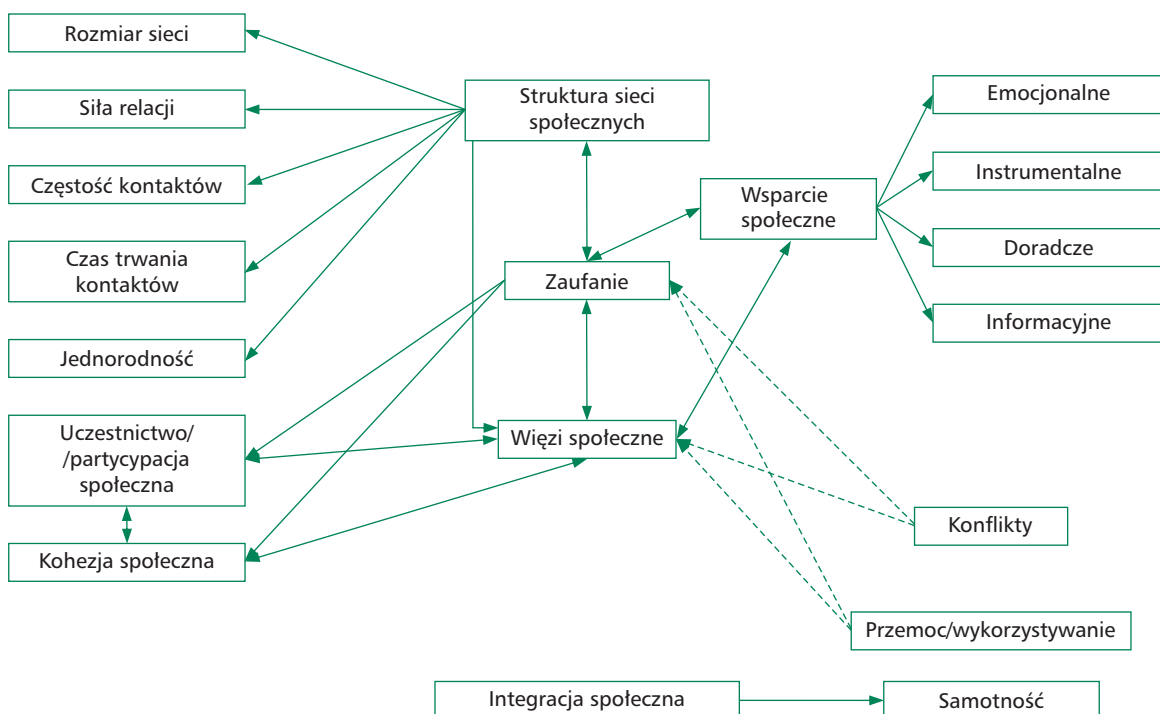 Rozmiar sieci
Siła relacji
Częstość kontaktów
Czas trwania
kontaktów
Jednorodność
Uczestnictwo/
/partycypacja
społeczna
Kohezja społeczna
Struktura sieci
społecznych
Zaufanie
Więzi społeczne
Wsparcie
społeczne
Emocjonalne
Instrumentalne
Doradcze
Informacyjne
Konflikty
Przemoc/wykorzystywanie
Integracja społeczna
Samotność